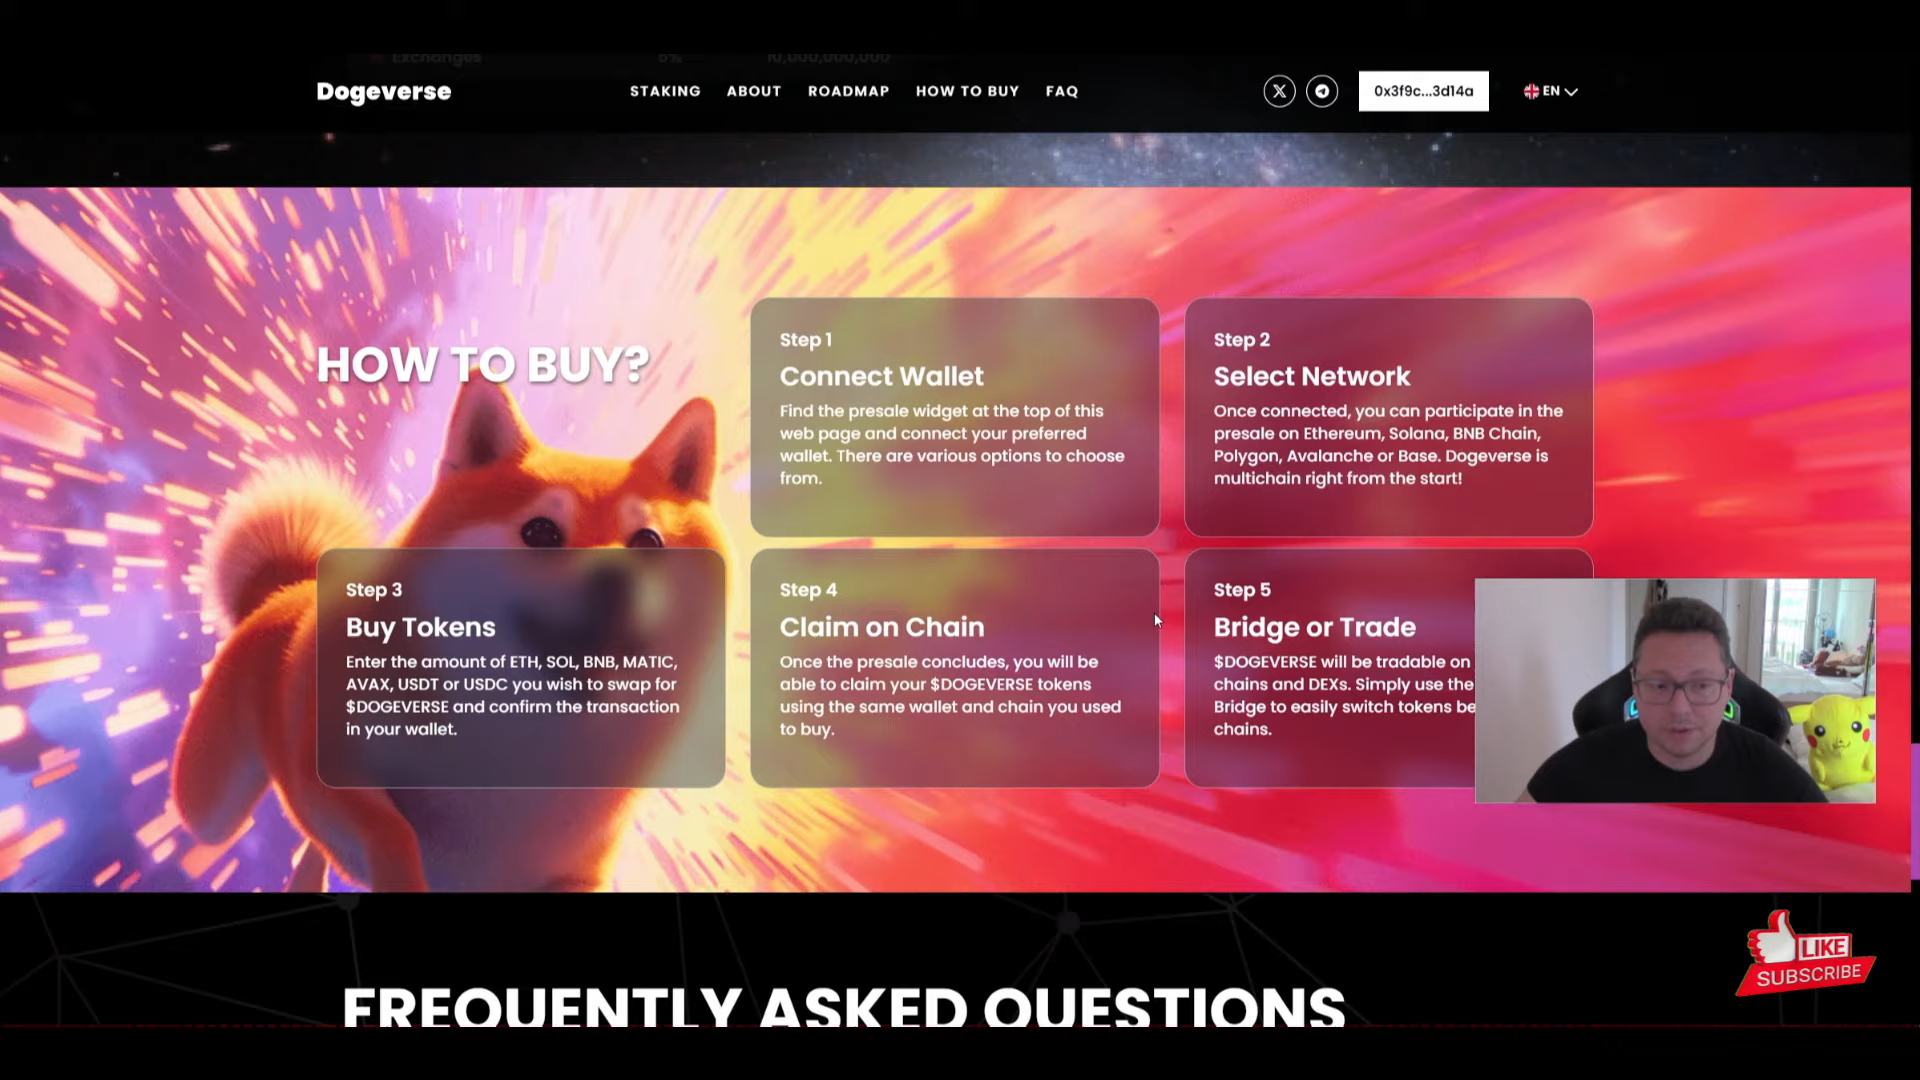 Exchanges 10,000,000,000
Dogeverse
STAKING ABOUT ROADMAP HOW TO BUY FAQ
0x3f9c...3d14a
EN
HOW TO BUY?
Step 1
Connect Wallet
Find the presale widget at the top of this
web page and connect your preferred
wallet. There are various options to choose
from.
Step 2
Select Network
Once connected, you can participate in the
presale on Ethereum, Solana, BNB Chain,
Polygon, Avalanche or Base. Dogeverse is
multichain right from the start!
Step 3
Buy Tokens
Enter the amount of ETH, SOL, BNB, MATIC,
AVAX, USDT or USDC you wish to swap for
$DOGEVERSE and confirm the transaction
in your wallet.
Step 4
Claim on Chain
Once the presale concludes, you will be
able to claim your $DOGEVERSE tokens
using the same wallet and chain you used
to buy.
Step 5
Bridge or Trade
$DOGEVERSE will be tradable on
chains and DEXs. Simply use the
Bridge to easily switch tokens be
chains.
LIKE
SUBSCRIBE
FREQUENTLY ASKED QUESTIONS